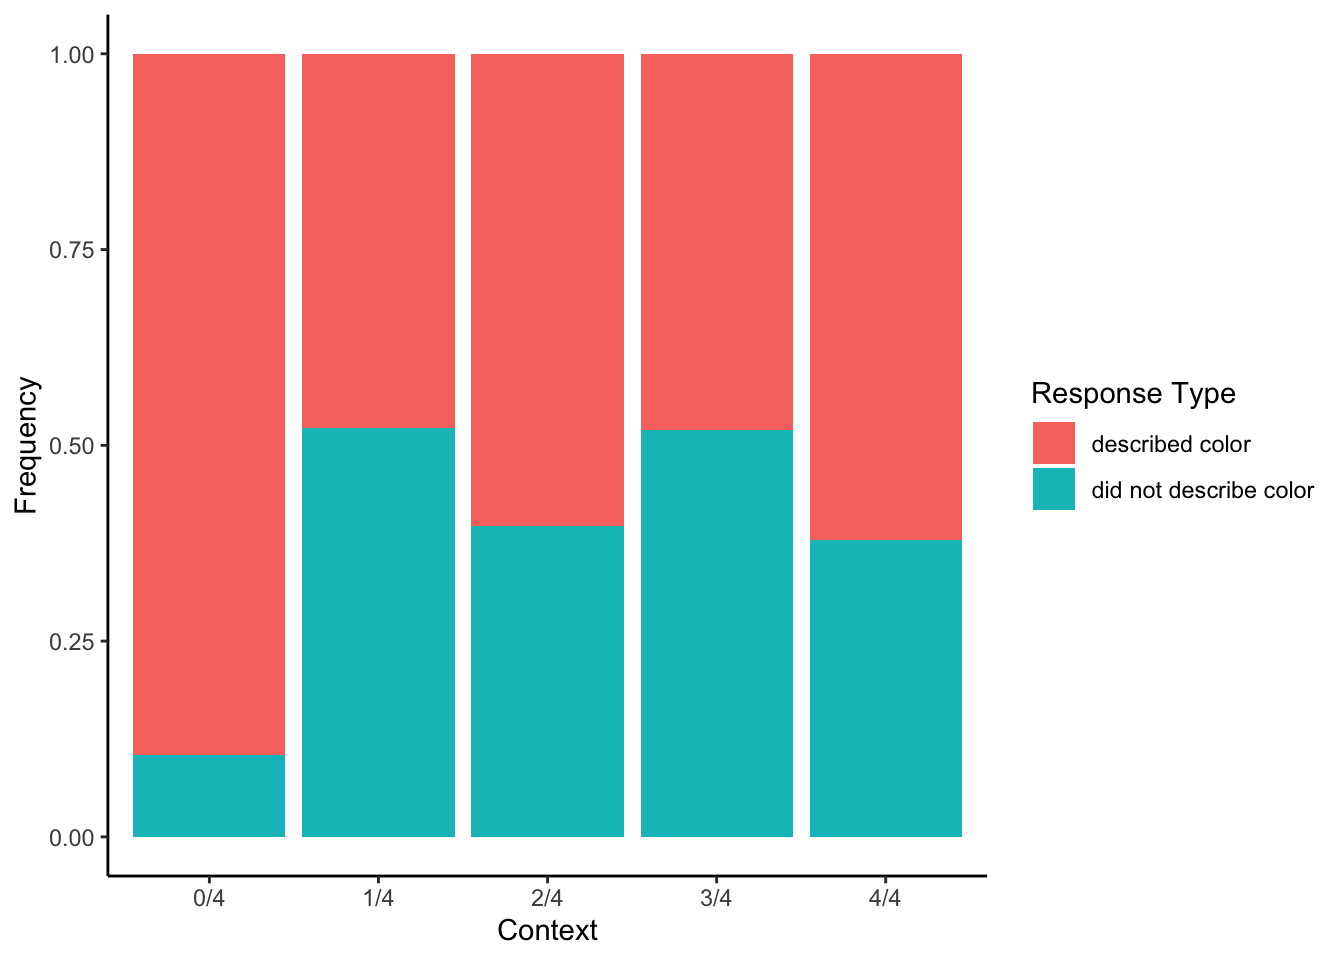 1.00
0.75
0.50
0.25
0.00
Frequency
0/4 1/4 2/4 3/4 4/4
Context
Response Type
described color
did not describe color